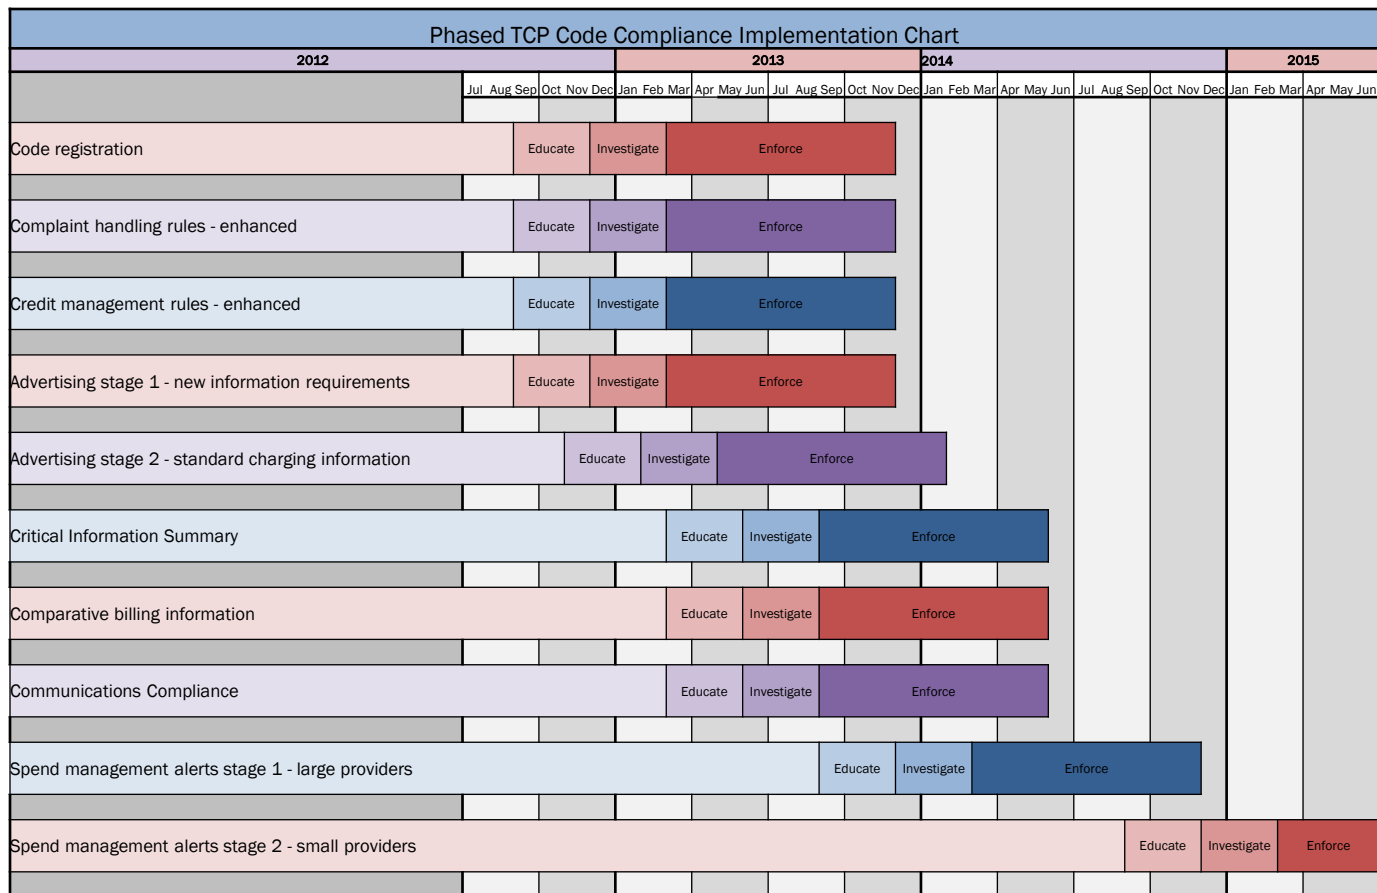 Phased TCP Code Compliance Implementation Chart
2012 2013 2014 2015
Jul Aug Sep Oct Nov Dec Jan Feb Mar Apr May Jun Jul Aug Sep Oct Nov Dec Jan Feb Mar Apr May Jun Jul Aug Sep Oct Nov Dec Jan Feb Mar Apr May Jun
Code registration Educate Investigate Enforce
Complaint handling rules - enhanced Educate Investigate Enforce
Credit management rules - enhanced Educate Investigate Enforce
Advertising stage 1 - new information requirements Educate Investigate Enforce
Advertising stage 2 - standard charging information Educate Investigate Enforce
Critical Information Summary Educate Investigate Enforce
Comparative billing information Educate Investigate Enforce
Communications Compliance Educate Investigate Enforce
Spend management alerts stage 1 - large providers Educate Investigate Enforce
Spend management alerts stage 2 - small providers Educate Investigate Enforce